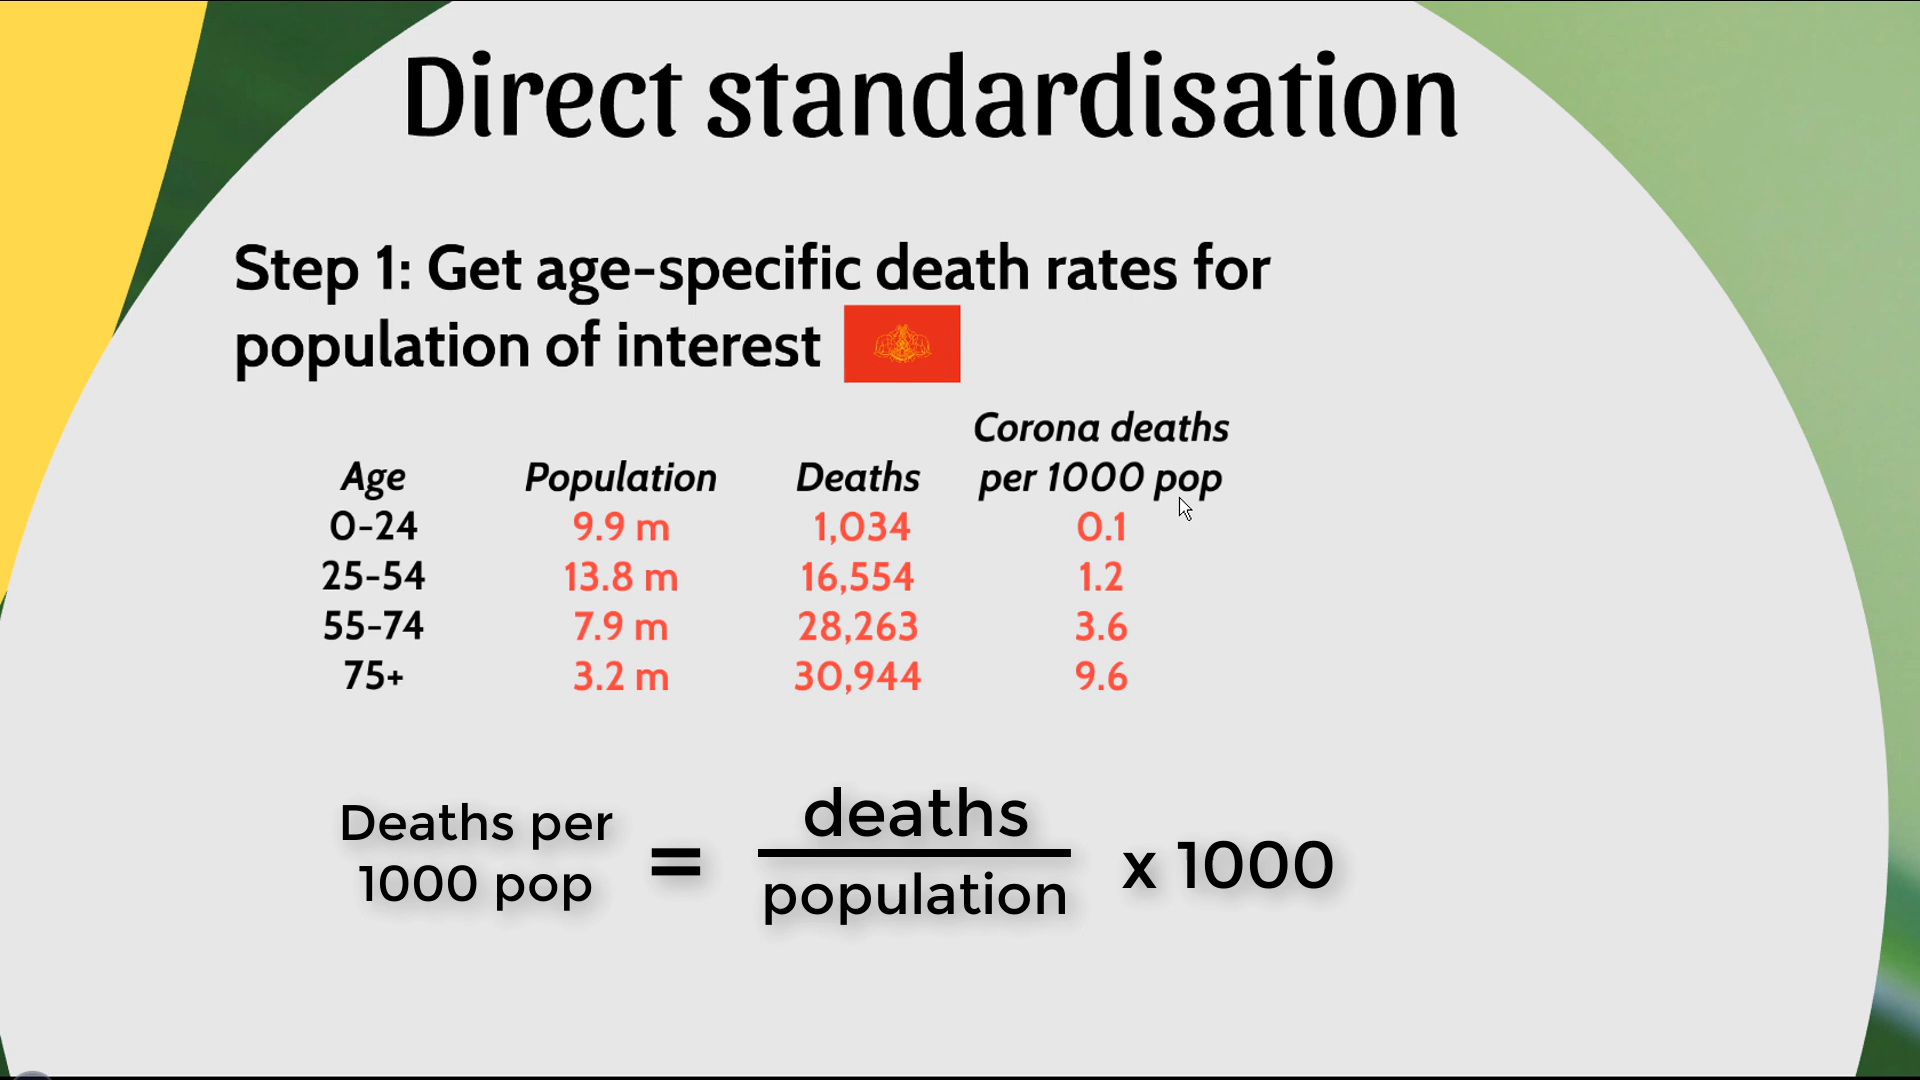 Direct standardisation
Step 1: Get age-specific death rates for
population of interest
Corona deaths
Age Population Deaths per 1000 pop
0-24 9.9 m 1,034 0.1
25-54 13.8 m 16,554 1.2
55-74 7.9 m 28,263 3.6
75+ 3.2 m 30,944 9.6
Deaths per
1000 pop
=
deaths
population
x 1000